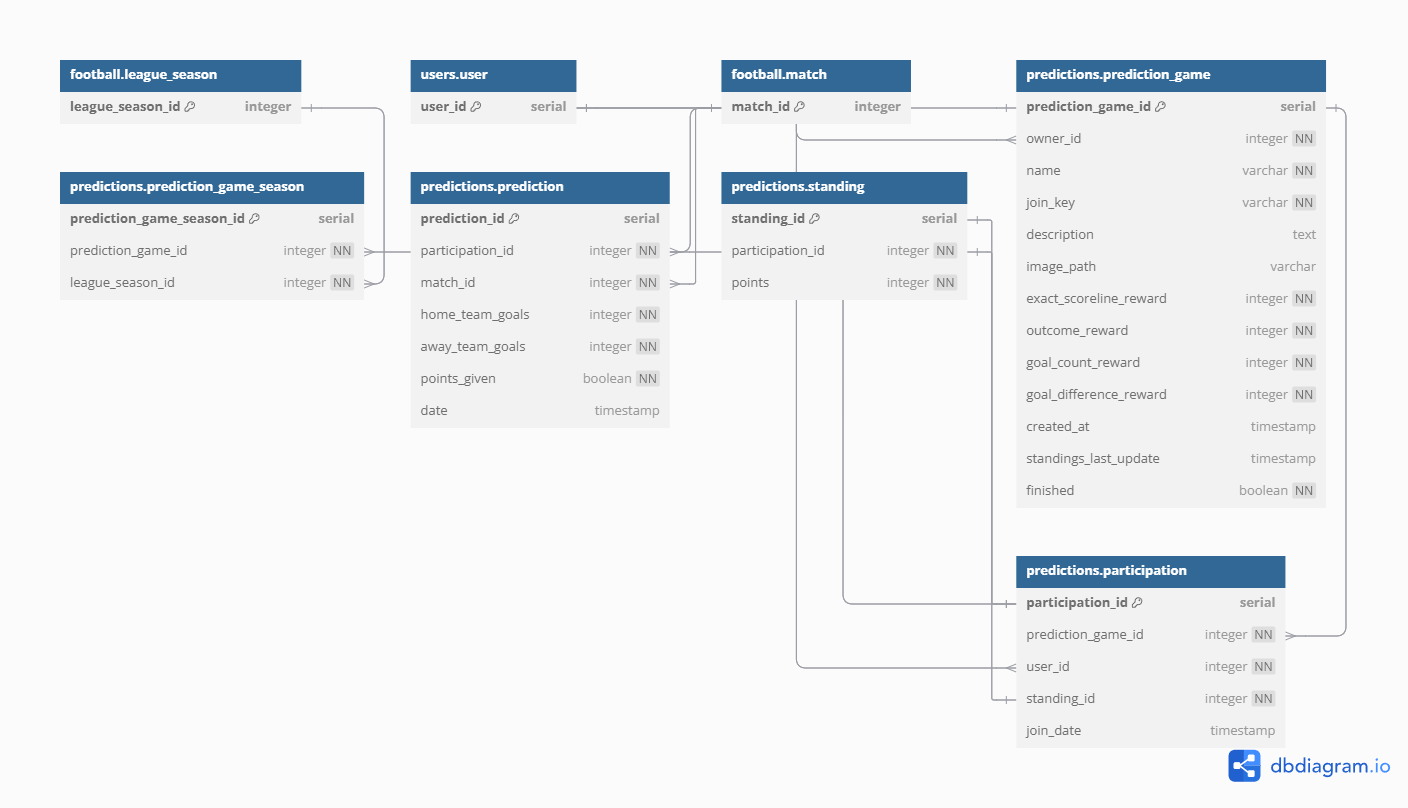 football.league_season
league_season_id integer
users.user
user_id serial
football.match
match_id integer
predictions.prediction_game
prediction_game_id serial
owner_id integer NN
name varchar NN
join_key varchar NN
description text
image_path varchar
exact_scoreline_reward integer NN
outcome_reward integer NN
goal_count_reward integer NN
goal_difference_reward integer NN
created_at timestamp
standings_last_update timestamp
finished boolean NN
predictions.prediction_game_season
prediction_game_season_id serial
prediction_game_id integer NN
league_season_id integer NN
predictions.prediction
prediction_id serial
participation_id integer NN
match_id integer NN
home_team_goals integer NN
away_team_goals integer NN
points_given boolean NN
date timestamp
predictions.standing
standing_id serial
participation_id integer NN
points integer NN
predictions.participation
participation_id serial
prediction_game_id integer NN
user_id integer NN
standing_id integer NN
join_date timestamp
dbdiagram.io